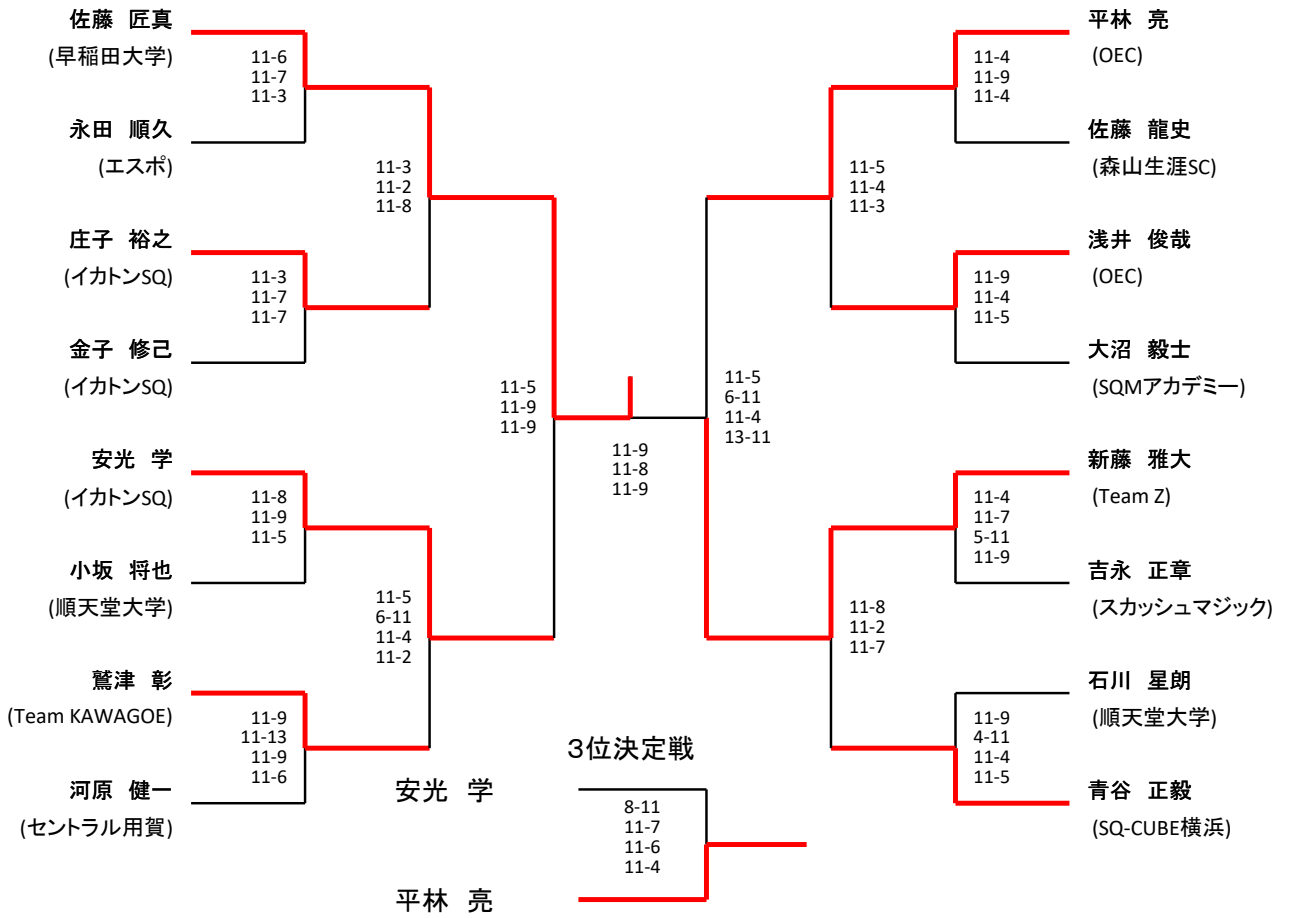 佐藤 匠真
(早稲田大学)
11-6
11-7
11-3
永田 順久
(エスポ)
11-3
11-2
11-8
庄子 裕之
(イカトンSQ)
11-3
11-7
11-7
金子 修己
(イカトンSQ)
11-5
11-9
11-9
安光 学
(イカトンSQ)
11-8
11-9
11-5
小坂 将也
(順天堂大学)
11-5
6-11
11-4
11-2
鷲津 彰
(Team KAWAGOE)
11-9
11-13
11-9
11-6
河原 健一
(セントラル用賀)
11-9
11-8
11-9
平林 亮
(OEC)
11-4
11-9
11-4
佐藤 龍史
(森山生涯SC)
11-5
11-4
11-3
浅井 俊哉
(OEC)
11-9
11-4
11-5
大沼 毅士
(SQMアカデミー)
11-5
6-11
11-4
13-11
新藤 雅大
(Team Z)
11-4
11-7
5-11
11-9
吉永 正章
(スカッシュマジック)
11-8
11-2
11-7
石川 星朗
(順天堂大学)
11-9
4-11
11-4
11-5
青谷 正毅
(SQ-CUBE横浜)
３位決定戦
安光 学
8-11
11-7
11-6
11-4
平林 亮